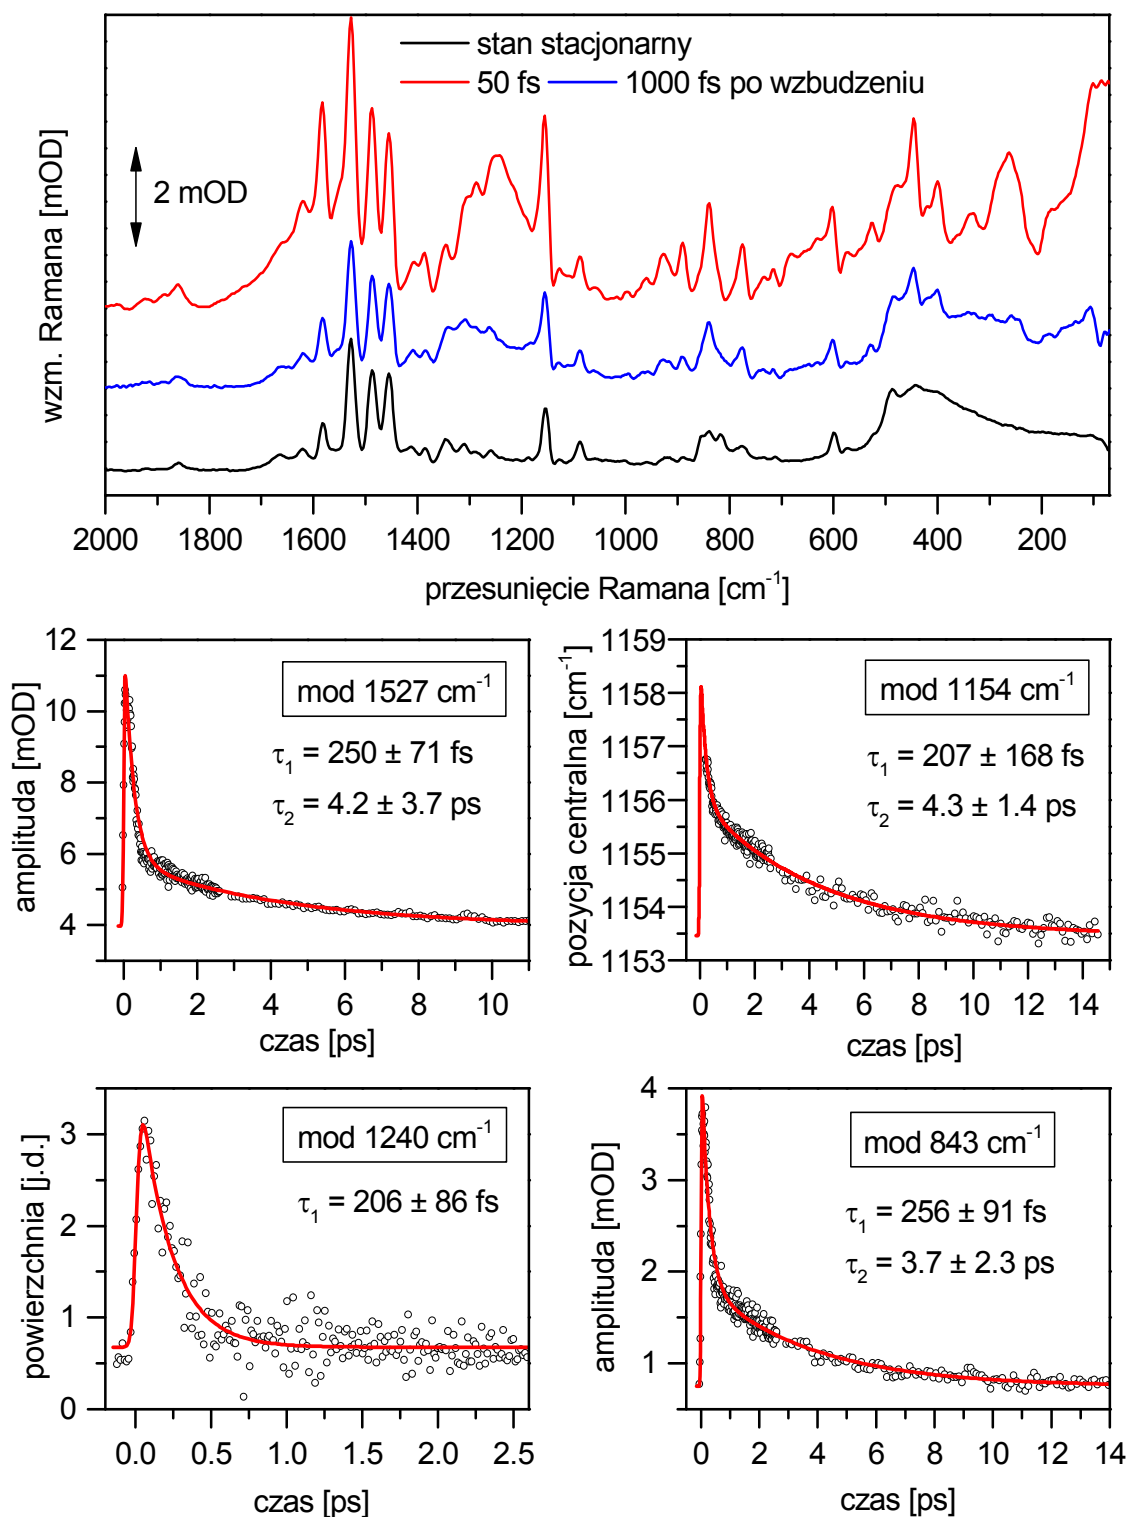 stan stacjonarny
50 fs 1000 fs po wzbudzeniu
2 mOD
wzm. Ramana [mOD]
2000 1800 1600 1400 1200 1000 800 600 400 200
przesunięcie Ramana [cm⁻¹]
12
10
8
6
4
amplituda [mOD]
mod 1527 cm⁻¹
τ₁ = 250 ± 71 fs
τ₂ = 4.2 ± 3.7 ps
0 2 4 6 8 10
czas [ps]
1159
1158
1157
1156
1155
1154
1153
pozycja centralna [cm⁻¹]
mod 1154 cm⁻¹
τ₁ = 207 ± 168 fs
τ₂ = 4.3 ± 1.4 ps
0 2 4 6 8 10 12 14
czas [ps]
3
2
1
0
powierzchnia [j.d.]
mod 1240 cm⁻¹
τ₁ = 206 ± 86 fs
0.0 0.5 1.0 1.5 2.0 2.5
czas [ps]
4
3
2
1
amplituda [mOD]
mod 843 cm⁻¹
τ₁ = 256 ± 91 fs
τ₂ = 3.7 ± 2.3 ps
0 2 4 6 8 10 12 14
czas [ps]